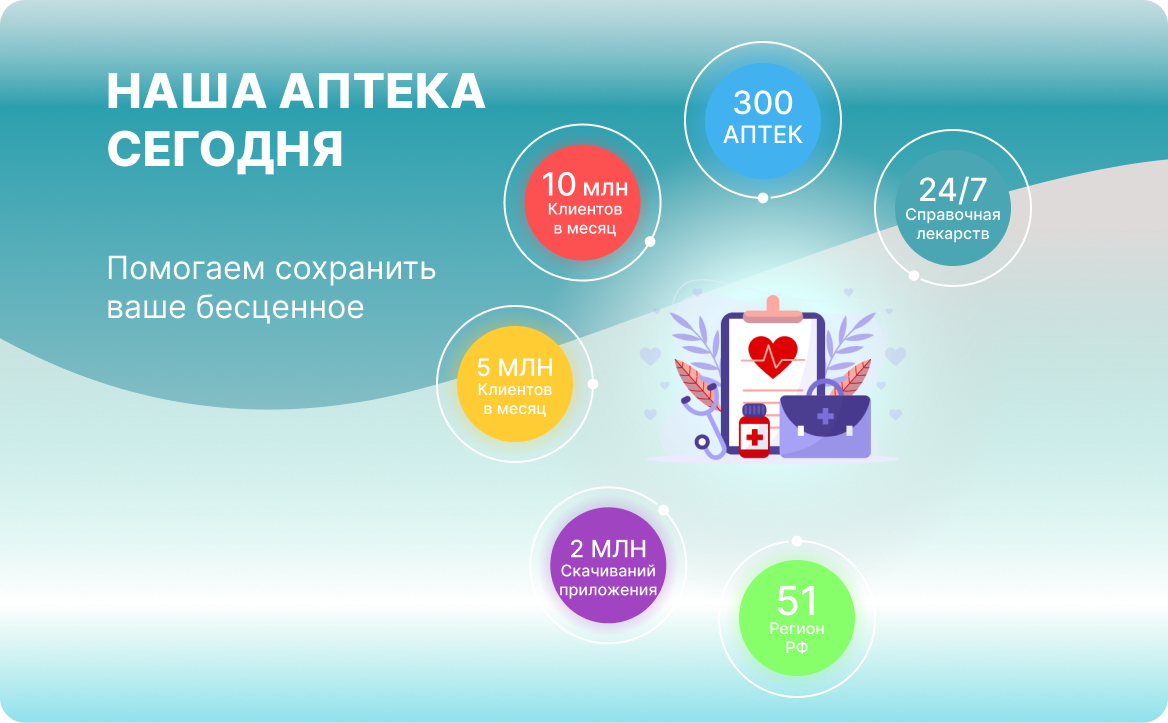 НАША АПТЕКА
СЕГОДНЯ
Помогаем сохранить
ваше бесценное
300
АПТЕК
10 млн
Клиентов
в месяц
24/7
Справочная
лекарств
5 МЛН
Клиентов
в месяц
2 МЛН
Скачиваний
приложения
51
Регион
РФ